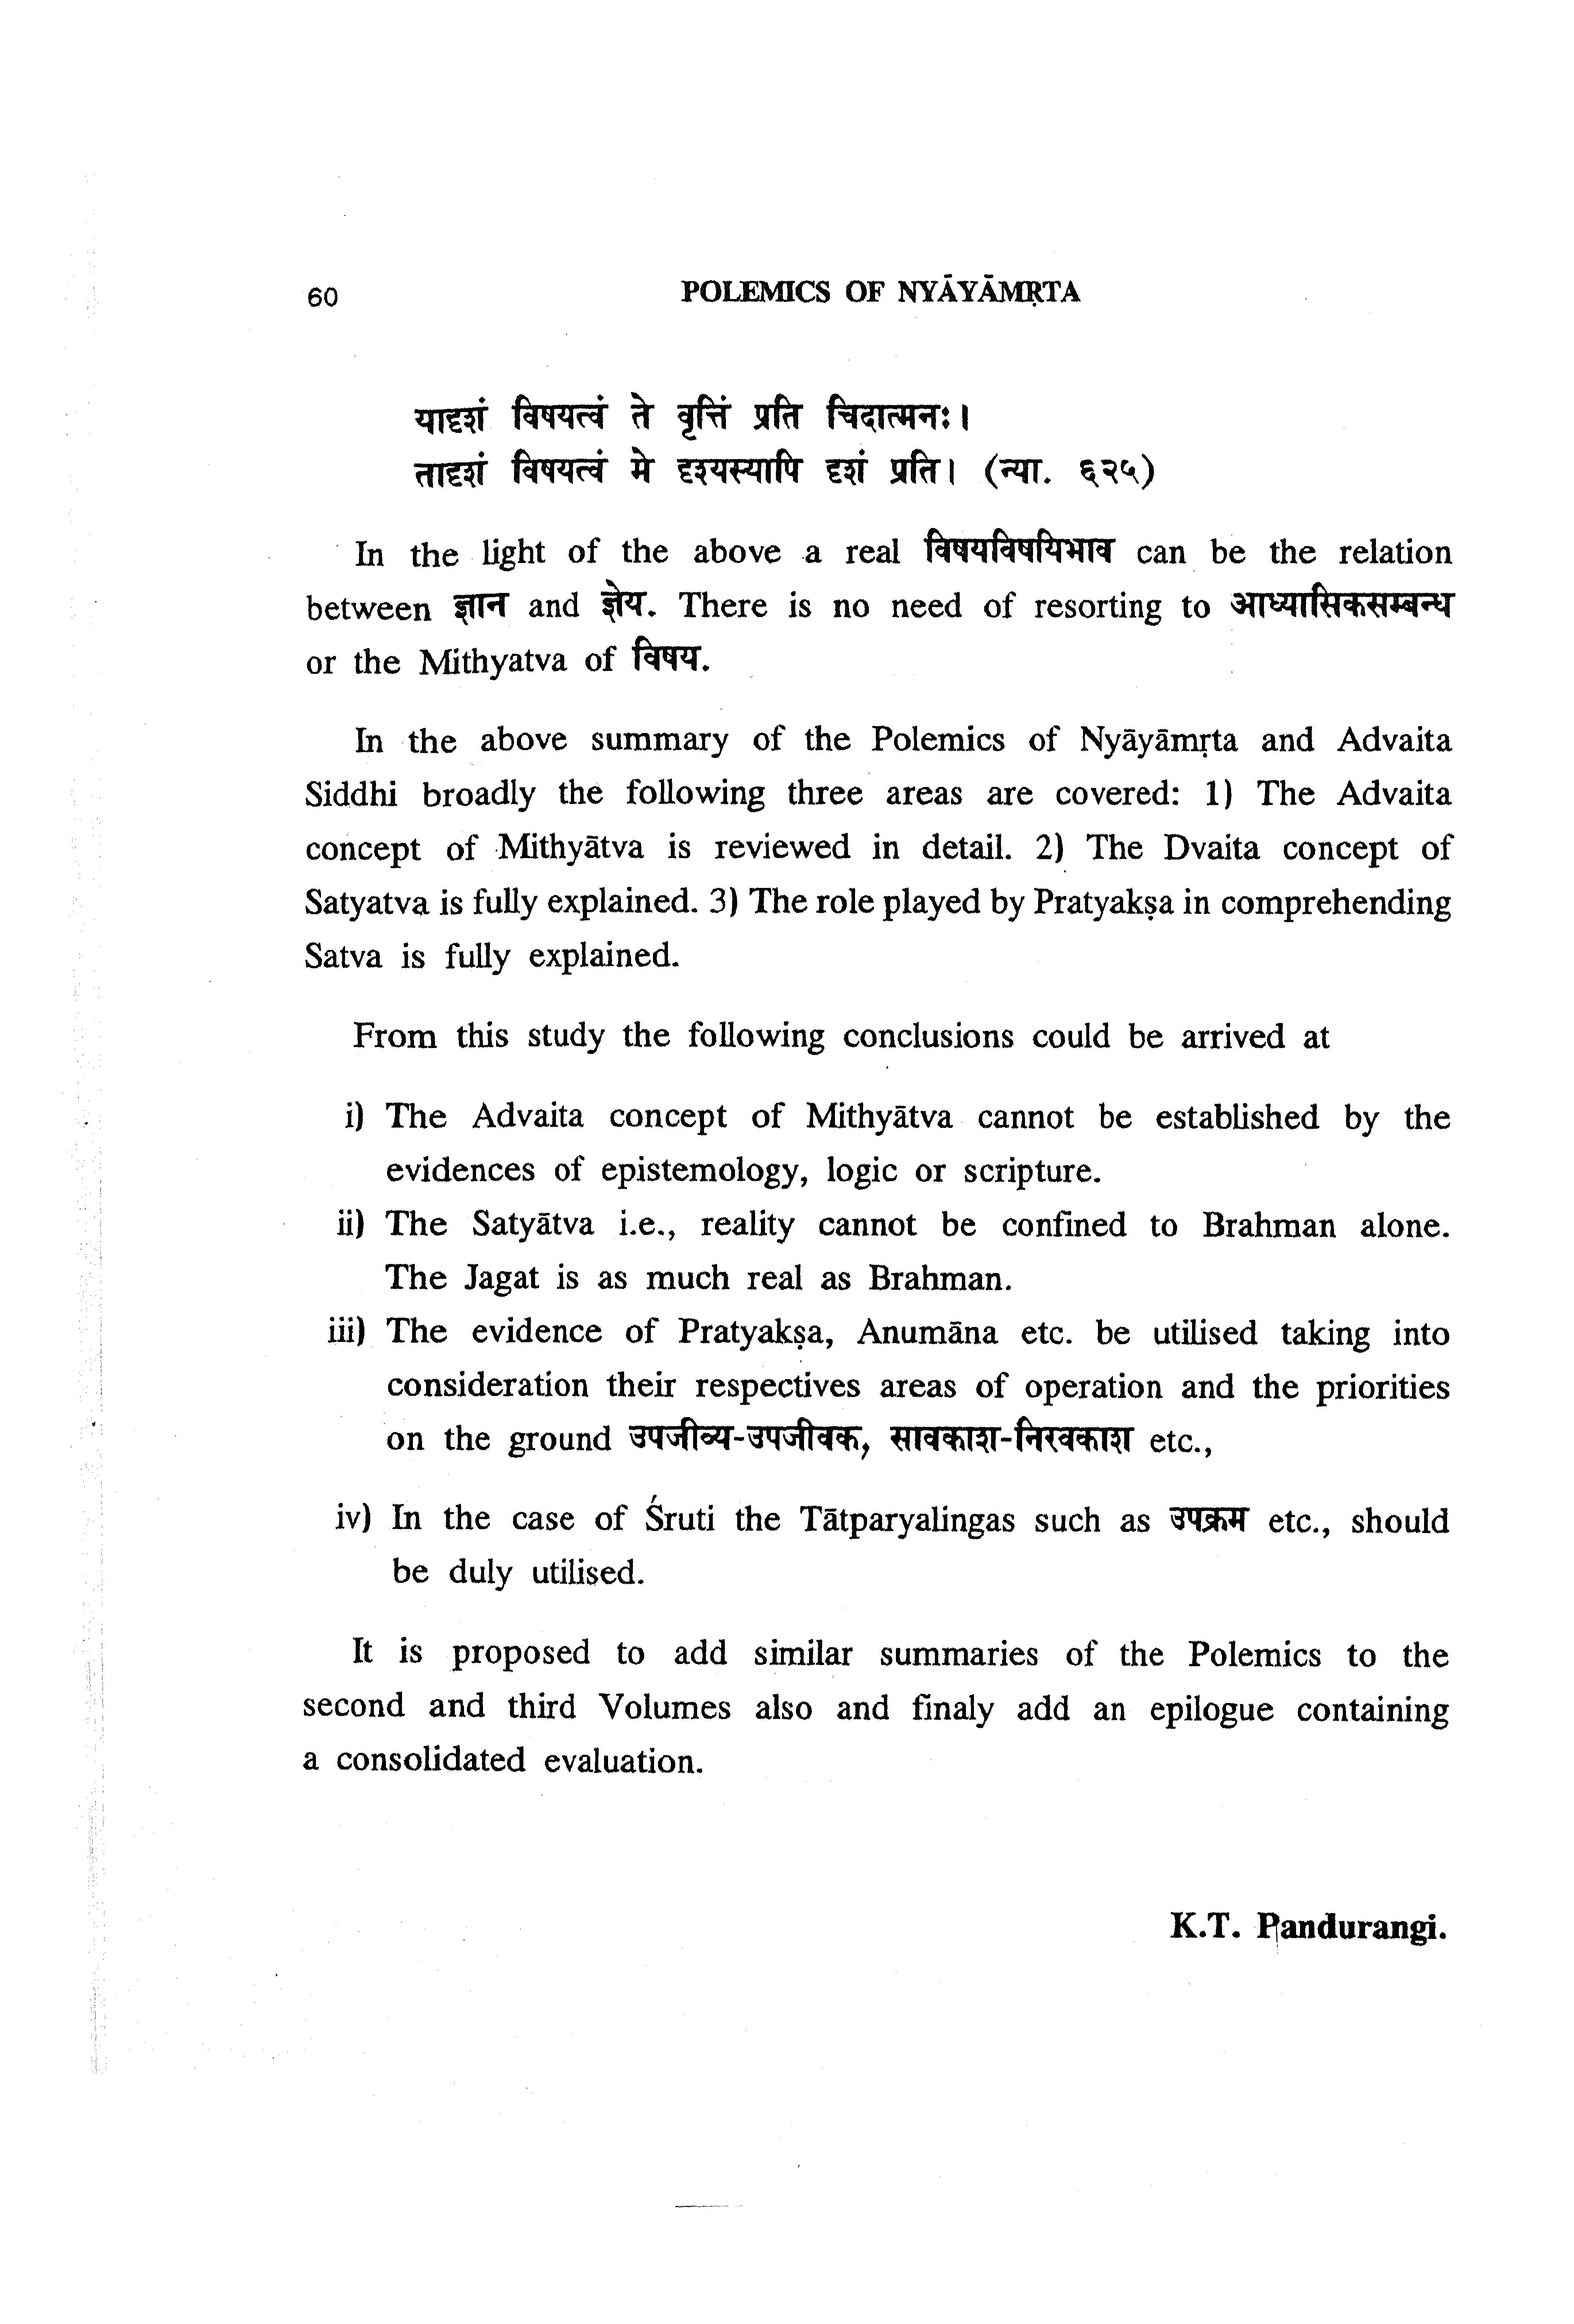 60
POLEMICS OF NYĀYĀMṚTA
यादृशं विषयत्वं ते वृत्तिं प्रति चिदात्मनः।
तादृशं विषयत्वं मे दृश्यस्यापि दृशं प्रति। (न्या. ६२५)
In the light of the above a real विषयविषयिभाव can be the relation
between ज्ञान and ज्ञेय. There is no need of resorting to आध्यासिकसम्बन्ध
or the Mithyatva of विषय.
In the above summary of the Polemics of Nyāyāmṛta and Advaita
Siddhi broadly the following three areas are covered: 1) The Advaita
concept of Mithyātva is reviewed in detail. 2) The Dvaita concept of
Satyatva is fully explained. 3) The role played by Pratyakṣa in comprehending
Satva is fully explained.
From this study the following conclusions could be arrived at
i) The Advaita concept of Mithyātva cannot be established by the
evidences of epistemology, logic or scripture.
ii) The Satyātva i.e., reality cannot be confined to Brahman alone.
The Jagat is as much real as Brahman.
iii) The evidence of Pratyakṣa, Anumāna etc. be utilised taking into
consideration their respectives areas of operation and the priorities
on the ground उपजीव्य-उपजीवक, सावकाश-निरवकाश etc.,
iv) In the case of Śruti the Tātparyalingas such as उपक्रम etc., should
be duly utilised.
It is proposed to add similar summaries of the Polemics to the
second and third Volumes also and finaly add an epilogue containing
a consolidated evaluation.
K.T. Pandurangi.